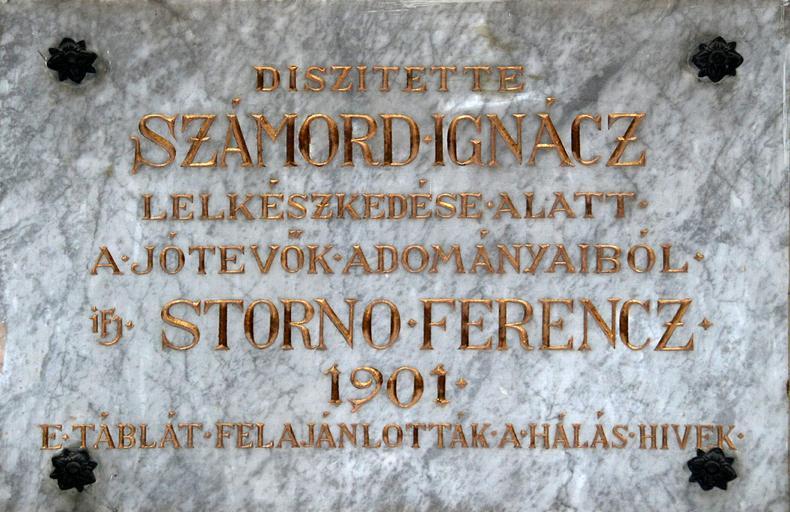 DISZITETTE
SZÁMORD·IGNÁCZ
LELKÉSZKEDÉSE·ALATT·
A·JÓTEVŐK·ADOMÁNYAIBÓL·
IFJ·STORNO·FERENCZ·
1901·
E·TÁBLÁT·FELAJÁNLOTTÁK·A·HÁLÁS·HIVEK·